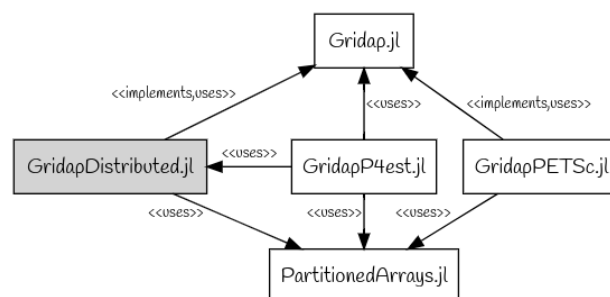 Gridap.jl
<<implements,uses>>
<<uses>>
<<implements,uses>>
GridapDistributed.jl
<<uses>>
GridapP4est.jl
GridapPETSc.jl
<<uses>>
<<uses>>
<<uses>>
PartitionedArrays.jl